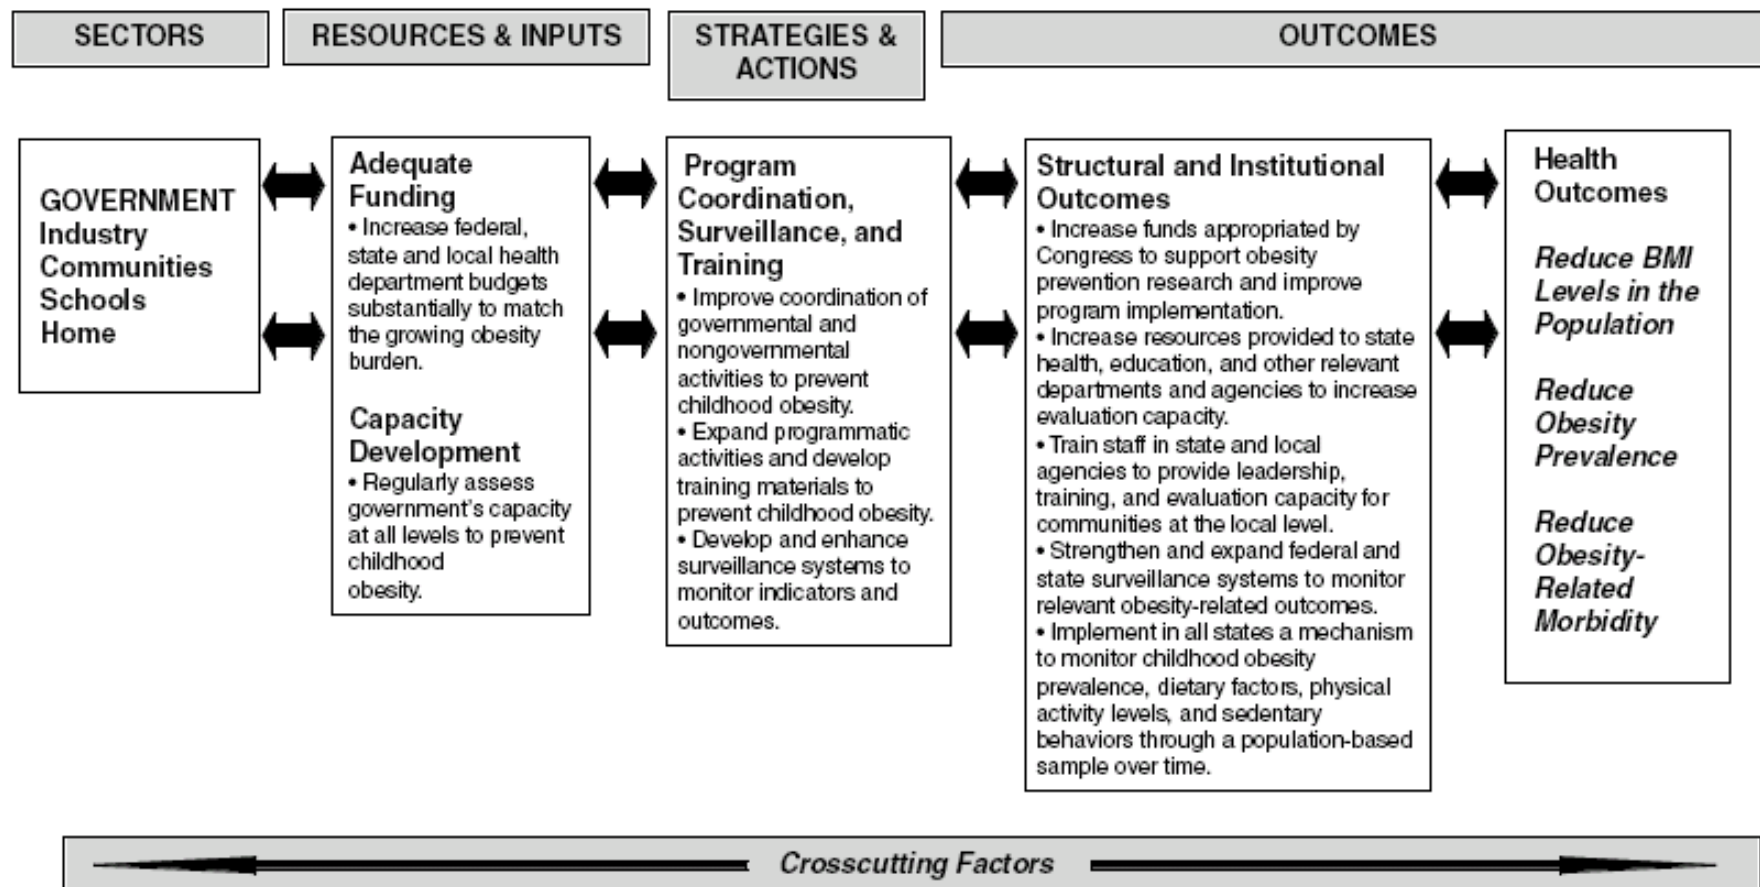 SECTORS
RESOURCES & INPUTS
STRATEGIES &
ACTIONS
OUTCOMES
GOVERNMENT
Industry
Communities
Schools
Home
Adequate
Funding
• Increase federal,
state and local health
department budgets
substantially to match
the growing obesity
burden.
Capacity
Development
• Regularly assess
government's capacity
at all levels to prevent
childhood
obesity.
Program
Coordination,
Surveillance, and
Training
• Improve coordination of
governmental and
nongovernmental
activities to prevent
childhood obesity.
• Expand programmatic
activities and develop
training materials to
prevent childhood obesity.
• Develop and enhance
surveillance systems to
monitor indicators and
outcomes.
Structural and Institutional
Outcomes
• Increase funds appropriated by
Congress to support obesity
prevention research and improve
program implementation.
• Increase resources provided to state
health, education, and other relevant
departments and agencies to increase
evaluation capacity.
• Train staff in state and local
agencies to provide leadership,
training, and evaluation capacity for
communities at the local level.
• Strengthen and expand federal and
state surveillance systems to monitor
relevant obesity-related outcomes.
• Implement in all states a mechanism
to monitor childhood obesity
prevalence, dietary factors, physical
activity levels, and sedentary
behaviors through a population-based
sample over time.
Health
Outcomes
Reduce BMI
Levels in the
Population
Reduce
Obesity
Prevalence
Reduce
Obesity-
Related
Morbidity
Crosscutting Factors